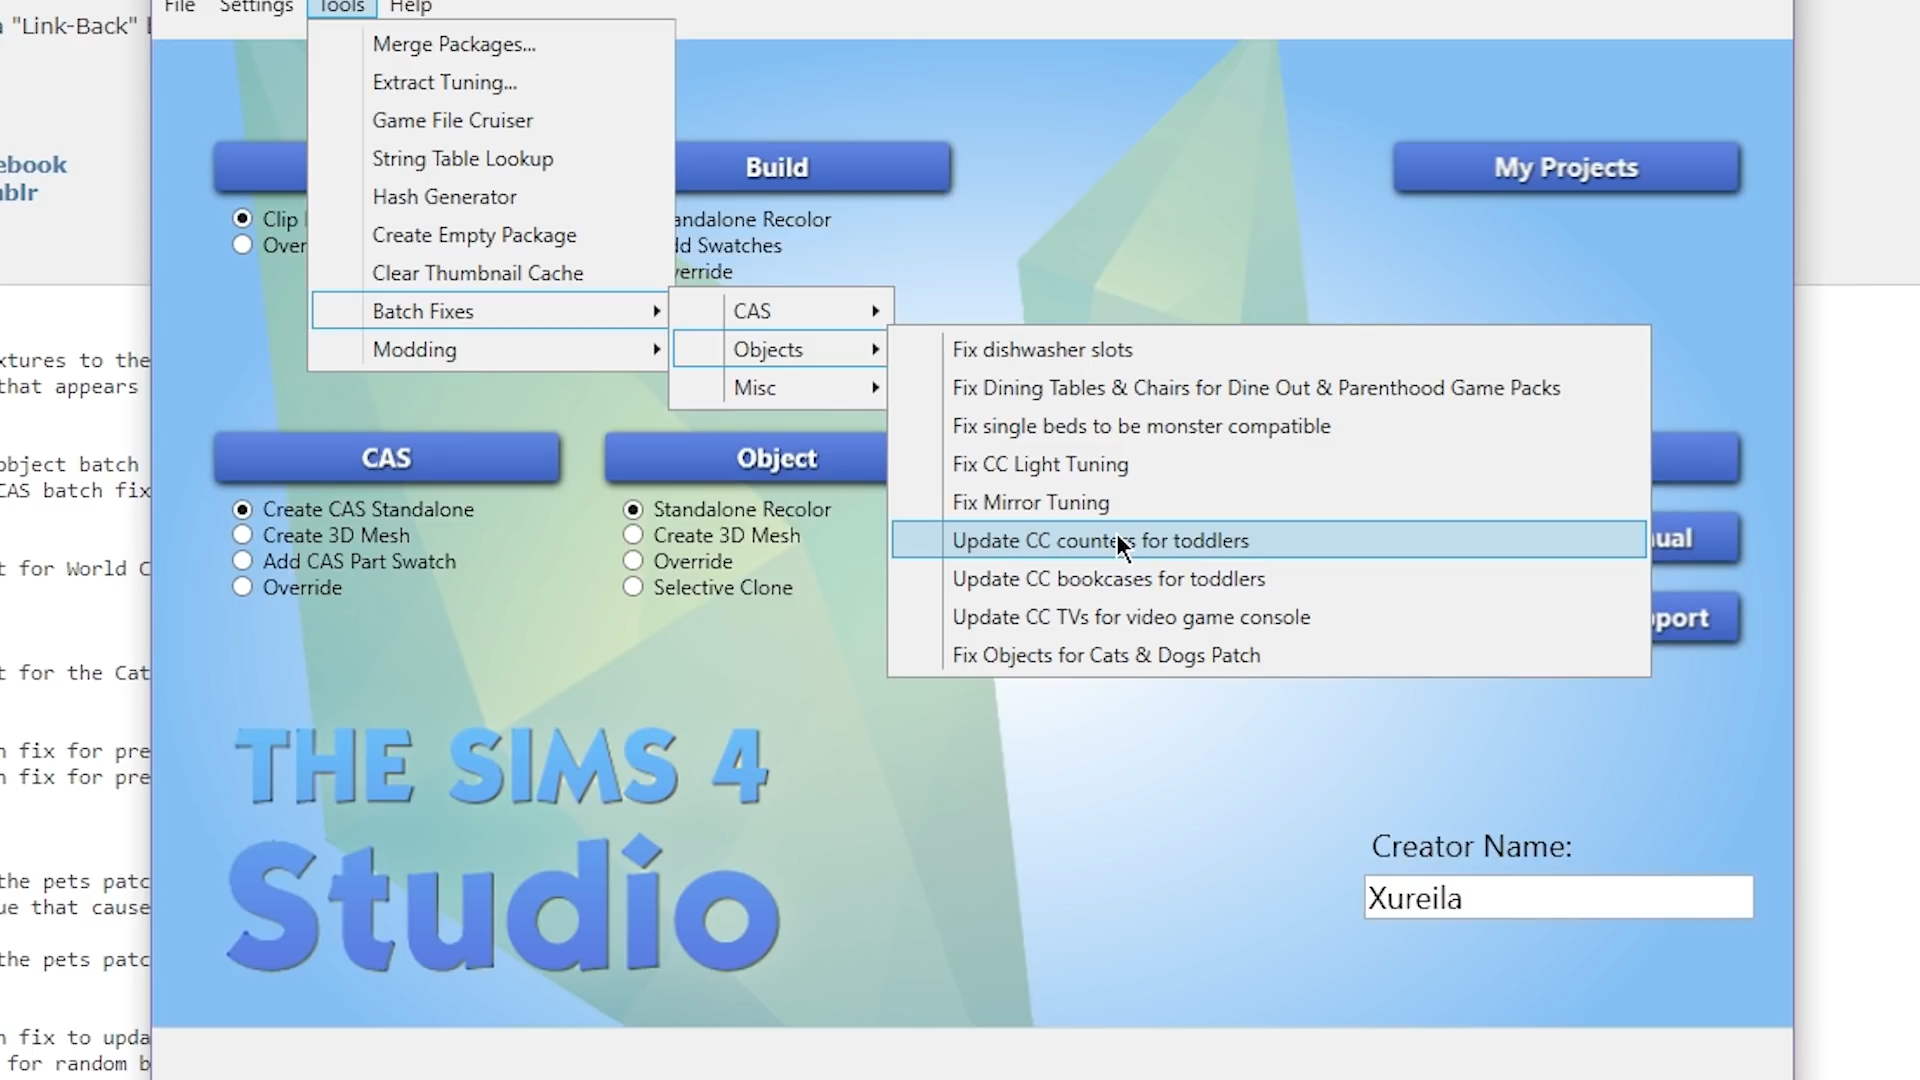 "Link-Back"
File Settings Tools Help
Merge Packages...
Extract Tuning...
Game File Cruiser
String Table Lookup
Hash Generator
Create Empty Package
Clear Thumbnail Cache
Batch Fixes
Modding
CAS
Objects
Misc
Fix dishwasher slots
Fix Dining Tables & Chairs for Dine Out & Parenthood Game Packs
Fix single beds to be monster compatible
Fix CC Light Tuning
Fix Mirror Tuning
Update CC counters for toddlers
Update CC bookcases for toddlers
Update CC TVs for video game console
Fix Objects for Cats & Dogs Patch
Build
My Projects
Clip
Over
andalone Recolor
dd Swatches
verride
CAS
Create CAS Standalone
Create 3D Mesh
Add CAS Part Swatch
Override
Object
Standalone Recolor
Create 3D Mesh
Override
Selective Clone
ual
port
THE SIMS 4
Studio
Creator Name:
Xureila
ebook
blr
xtures to the
that appears
object batch
CAS batch fix
t for World C
t for the Cat
n fix for pre
n fix for pre
the pets patc
ue that cause
the pets patc
n fix to upda
for random b